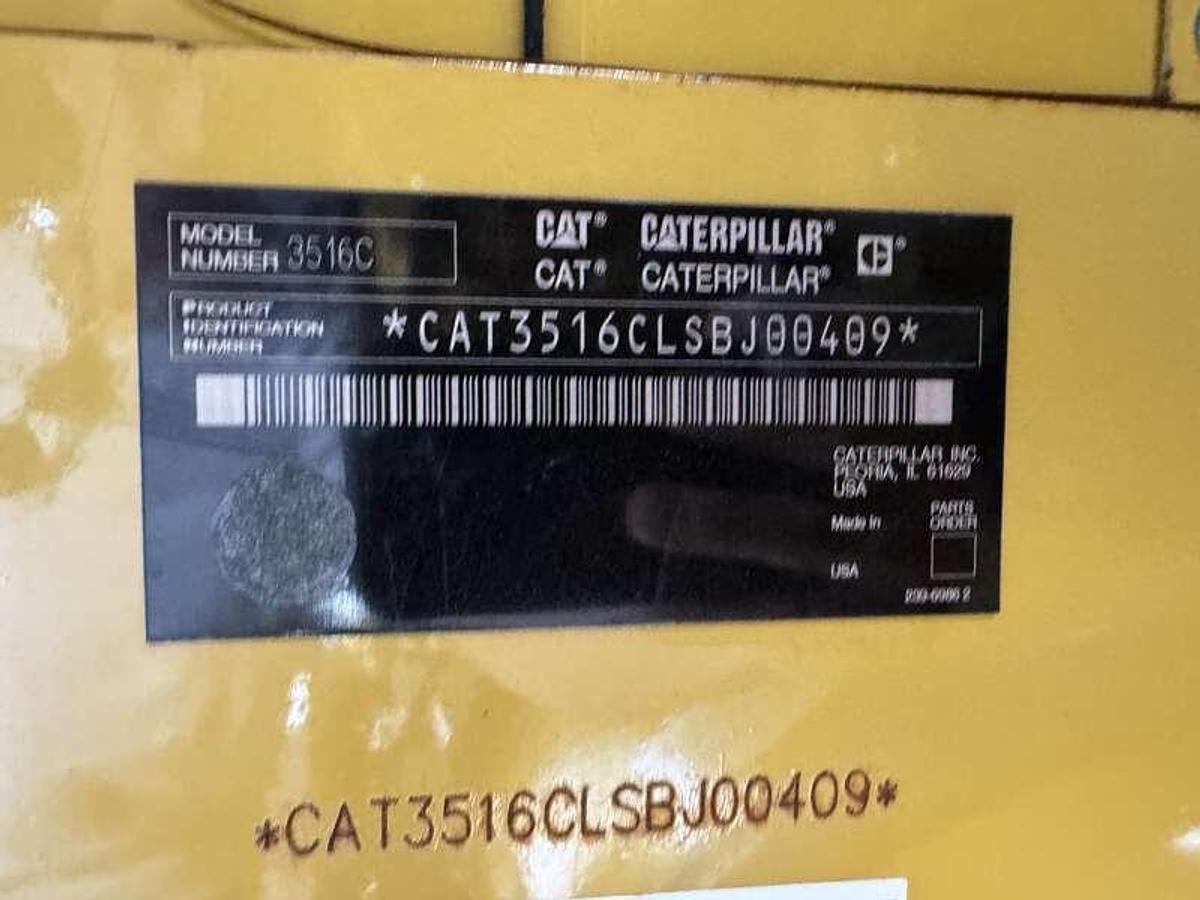 MODEL NUMBER 3516C
CAT® CATERPILLAR®
CAT® CATERPILLAR®
PRODUCT IDENTIFICATION NUMBER *CAT3516CLSBJ00409*
CATERPILLAR INC.
PEORIA, IL 61629
USA
Made in
USA
PARTS
ORDER
*CAT3516CLSBJ00409*